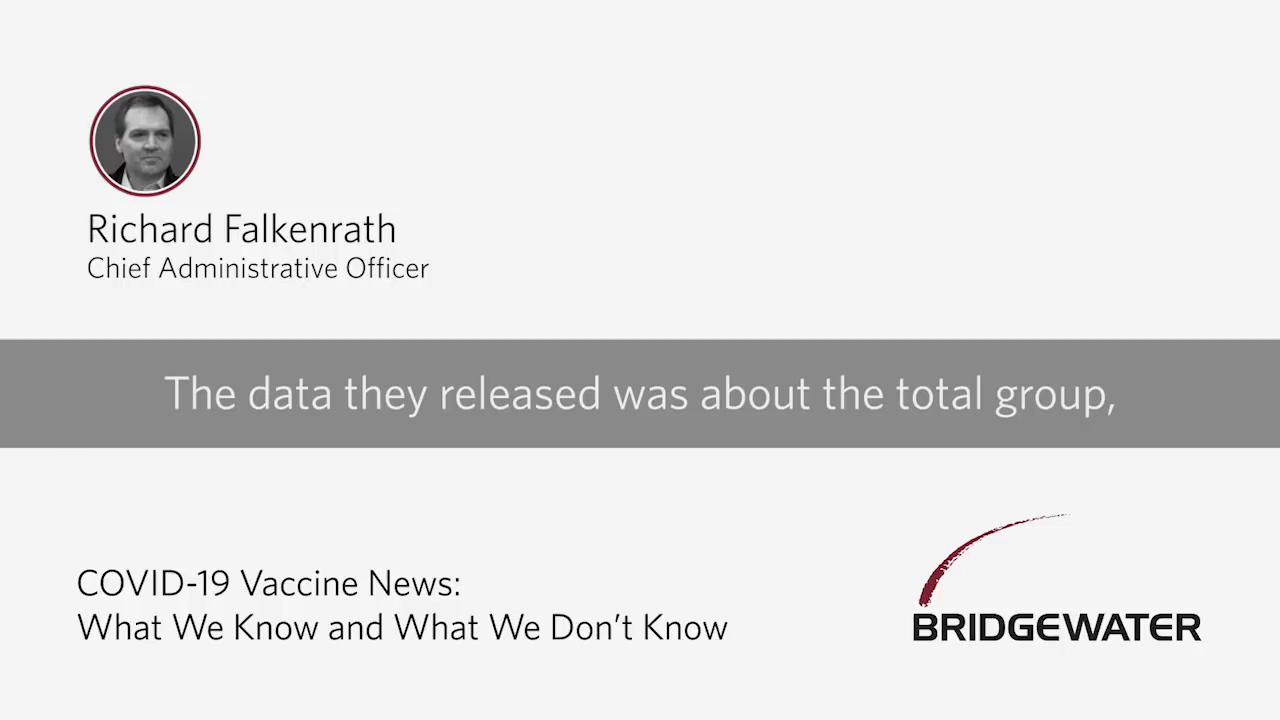 Richard Falkenrath
Chief Administrative Officer
The data they released was about the total group,
COVID-19 Vaccine News:
What We Know and What We Don’t Know
BRIDGEWATER